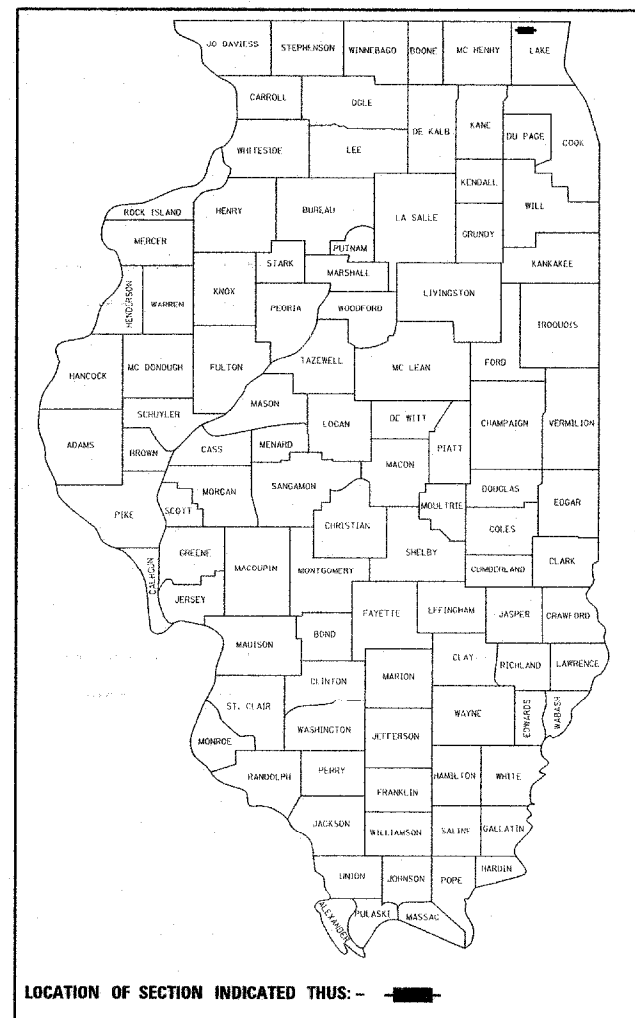 JO DAVIESS STEPHENSON WINNEBAGO BOONE MC HENRY LAKE
CARROLL OGLE DE KALB KANE DU PAGE COOK
WHITESIDE LEE KENDALL WILL
ROCK ISLAND HENRY BUREAU LA SALLE GRUNDY
MERCER PUTNAM KANKAKEE
STARK MARSHALL
HENDERSON WARREN KNOX PEORIA WOODFORD LIVINGSTON IROQUOIS
HANCOCK MC DONOUGH FULTON TAZEWELL MC LEAN FORD
MASON
SCHUYLER LOGAN DE WITT CHAMPAIGN VERMILION
ADAMS BROWN CASS MENARD PIATT
MACON
MORGAN SANGAMON DOUGLAS EDGAR
PIKE SCOTT CHRISTIAN MOULTRIE COLES
GREENE SHELBY CLARK
CALHOUN MACOUPIN MONTGOMERY CUMBERLAND
JERSEY FAYETTE EFFINGHAM JASPER CRAWFORD
MADISON BOND
CLAY RICHLAND LAWRENCE
CLINTON MARION
ST. CLAIR WAYNE EDWARDS WABASH
WASHINGTON JEFFERSON
MONROE
RANDOLPH PERRY HAMILTON WHITE
FRANKLIN
JACKSON WILLIAMSON SALINE GALLATIN
HARDIN
UNION JOHNSON POPE
ALEXANDER PULASKI MASSAC
LOCATION OF SECTION INDICATED THUS: -